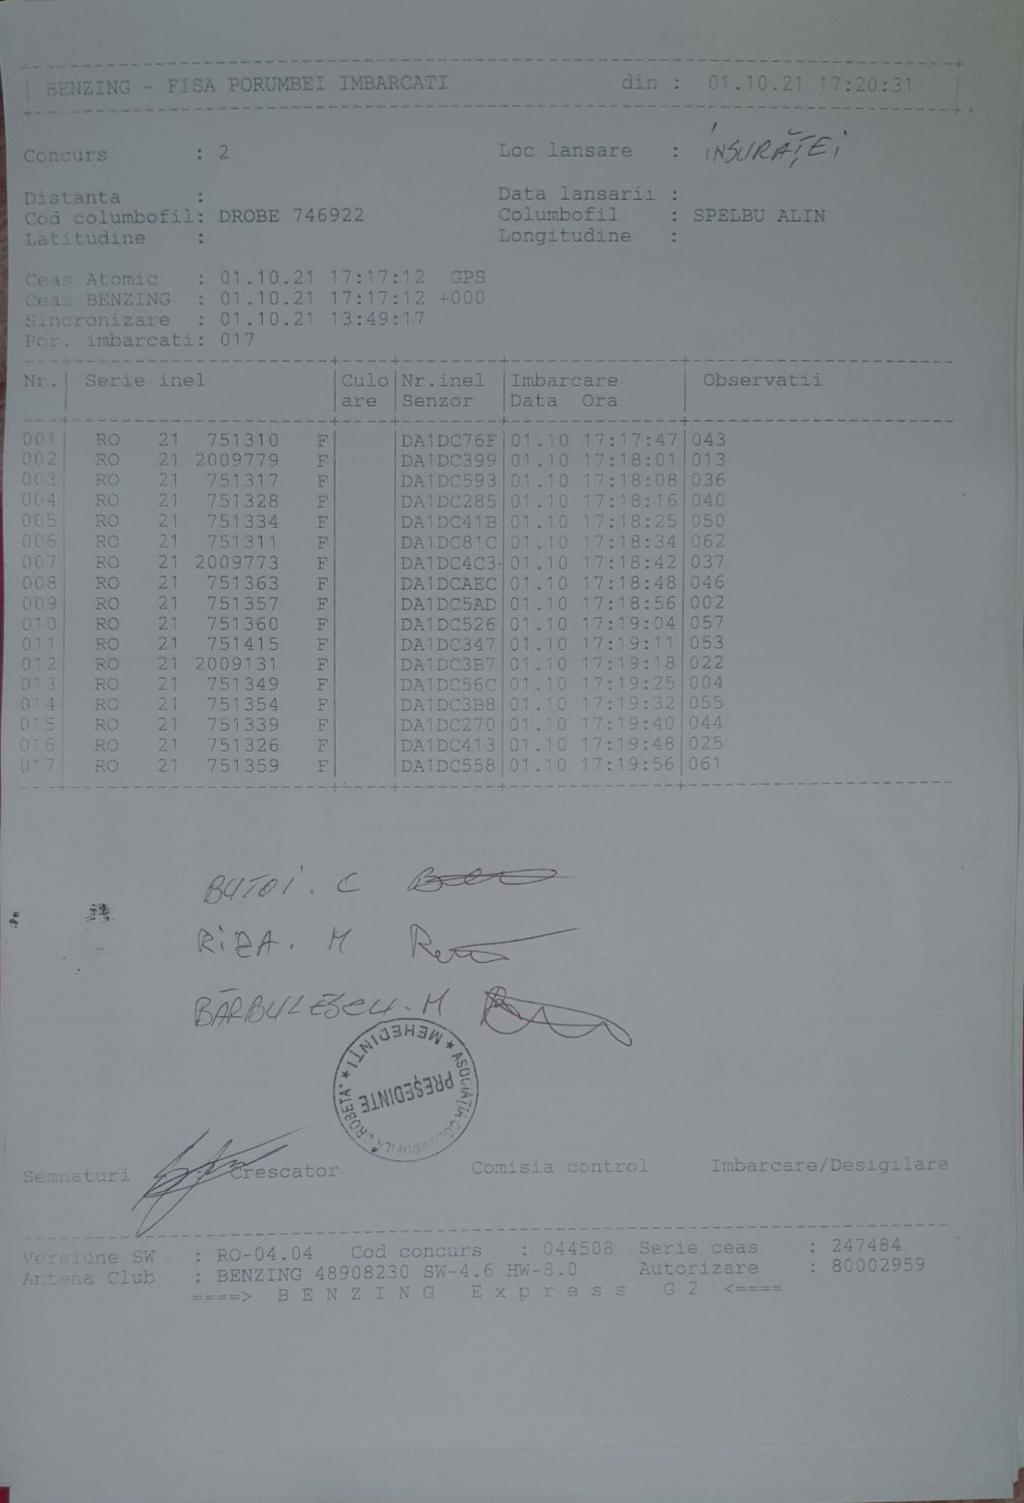 BENZING - FISA PORUMBEI IMBARCATI din : 01.10.21 17:20:31
Concurs : 2 Loc lansare : ÎNSURĂȚEI
Distanta : Data lansarii :
Cod columbofil: DROBE 746922 Columbofil : SPELBU ALIN
Latitudine : Longitudine :
Ceas Atomic : 01.10.21 17:17:12 GPS
Ceas BENZING : 01.10.21 17:17:12 +000
Sincronizare : 01.10.21 13:49:17
Por. imbarcati: 017
Nr. Serie inel Culo Nr.inel Imbarcare Observatii
are Senzor Data Ora
001 RO 21 751310 F DA1DC76F 01.10 17:17:47 043
002 RO 21 2009779 F DA1DC399 01.10 17:18:01 013
003 RO 21 751317 F DA1DC593 01.10 17:18:08 036
004 RO 21 751328 F DA1DC285 01.10 17:18:16 040
005 RO 21 751334 F DA1DC41B 01.10 17:18:25 050
006 RO 21 751311 F DA1DC81C 01.10 17:18:34 062
007 RO 21 2009773 F DA1DC4C3 01.10 17:18:42 037
008 RO 21 751363 F DA1DCAEC 01.10 17:18:48 046
009 RO 21 751357 F DA1DC5AD 01.10 17:18:56 002
010 RO 21 751360 F DA1DC526 01.10 17:19:04 057
011 RO 21 751415 F DA1DC347 01.10 17:19:11 053
012 RO 21 2009131 F DA1DC3B7 01.10 17:19:18 022
013 RO 21 751349 F DA1DC56C 01.10 17:19:25 004
014 RO 21 751354 F DA1DC3B8 01.10 17:19:32 055
015 RO 21 751339 F DA1DC270 01.10 17:19:40 044
016 RO 21 751326 F DA1DC413 01.10 17:19:48 025
017 RO 21 751359 F DA1DC558 01.10 17:19:56 061
BUTOI. C
RIZA. M
BĂRBULESCU. M
ASOCIAȚIA COLUMBOFILĂ DROBETA * MEHEDINȚI *
PREȘEDINTE
Semnaturi Crescator Comisia control Imbarcare/Desigilare
Versiune SW : RO-04.04 Cod concurs : 044508 Serie ceas : 247484
Antena Club : BENZING 48908230 SW-4.6 HW-8.0 Autorizare : 80002959
====> B E N Z I N G E x p r e s s G 2 <====